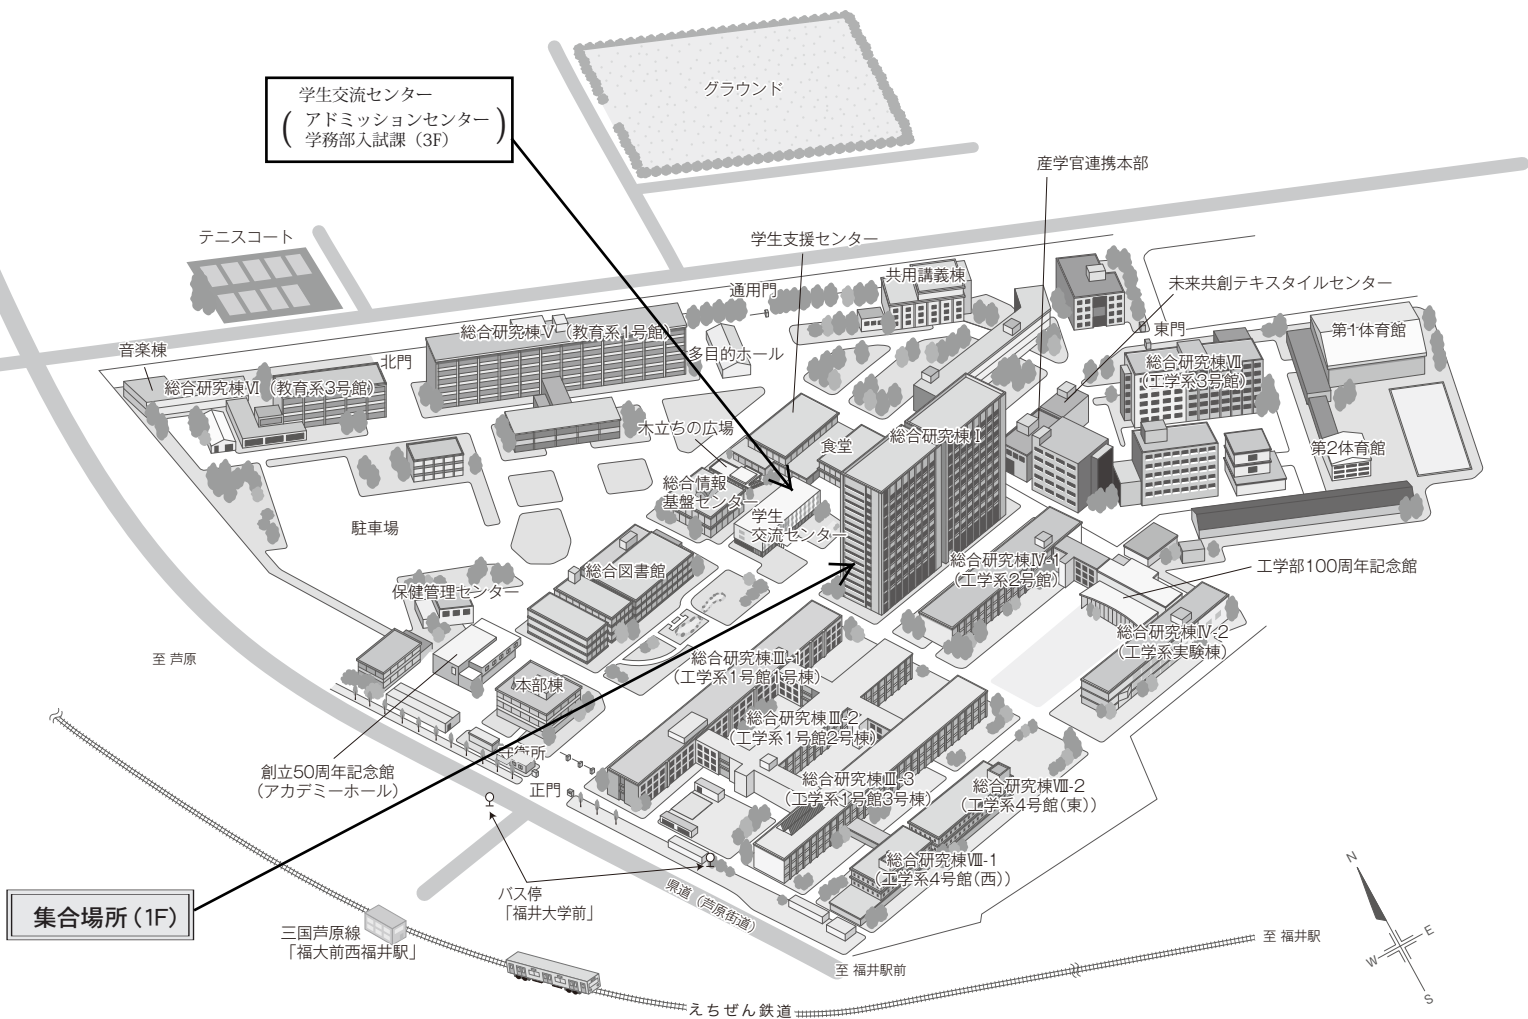 グラウンド
学生交流センター
アドミッションセンター
学務部入試課（3F）
産学官連携本部
テニスコート
学生支援センター
共用講義棟
通用門
未来共創テキスタイルセンター
東門
第1体育館
総合研究棟Ⅴ（教育系1号館）
音楽棟
北門
総合研究棟Ⅵ（教育系3号館）
多目的ホール
総合研究棟Ⅶ
（工学系3号館）
木立ちの広場
食堂
総合研究棟Ⅰ
第2体育館
総合情報
基盤センター
学生
交流センター
駐車場
総合図書館
総合研究棟Ⅳ-1
（工学系2号館）
工学部100周年記念館
保健管理センター
総合研究棟Ⅳ-2
（工学系実験棟）
至 芦原
総合研究棟Ⅲ-1
（工学系1号館1号棟）
本部棟
総合研究棟Ⅲ-2
（工学系1号館2号棟）
守衛所
創立50周年記念館
（アカデミーホール）
正門
総合研究棟Ⅲ-3
（工学系1号館3号棟）
総合研究棟Ⅷ-2
（工学系4号館（東））
総合研究棟Ⅷ-1
（工学系4号館（西））
バス停
「福井大学前」
県道（芦原街道）
集合場所（1F）
三国芦原線
「福大前西福井駅」
至 福井駅
至 福井駅前
えちぜん鉄道
N
E
W
S